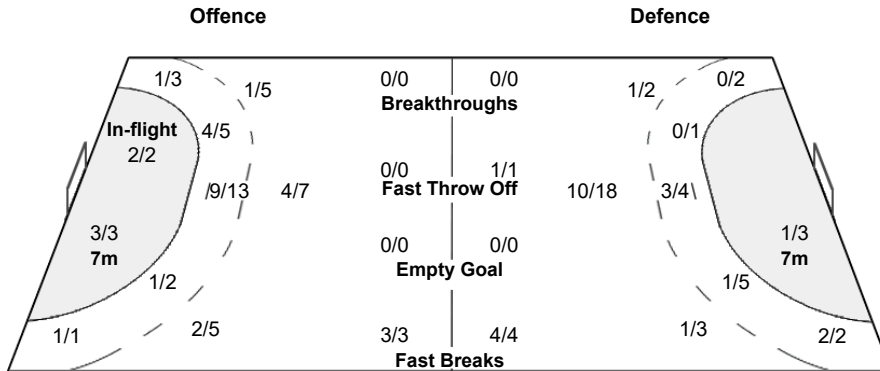 Offence Defence
1/3 1/5 0/0 0/0 1/2 0/2
Breakthroughs
In-flight 4/5 0/1
2/2
0/0 1/1
9/13 4/7 Fast Throw Off 10/18 3/4
3/3 1/3
7m 7m
0/0 0/0
Empty Goal
1/2 1/5
1/1 2/5 3/3 4/4 1/3 2/2
Fast Breaks